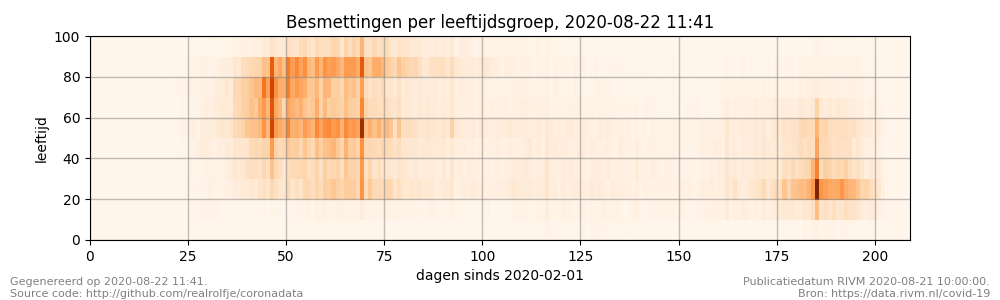 Besmettingen per leeftijdsgroep, 2020-08-22 11:41
100
80
60
40
20
0
leeftijd
0 25 50 75 100 125 150 175 200
dagen sinds 2020-02-01
Gegenereerd op 2020-08-22 11:41.
Source code: http://github.com/realrolfje/coronadata
Publicatiedatum RIVM 2020-08-21 10:00:00.
Bron: https://data.rivm.nl/covid-19